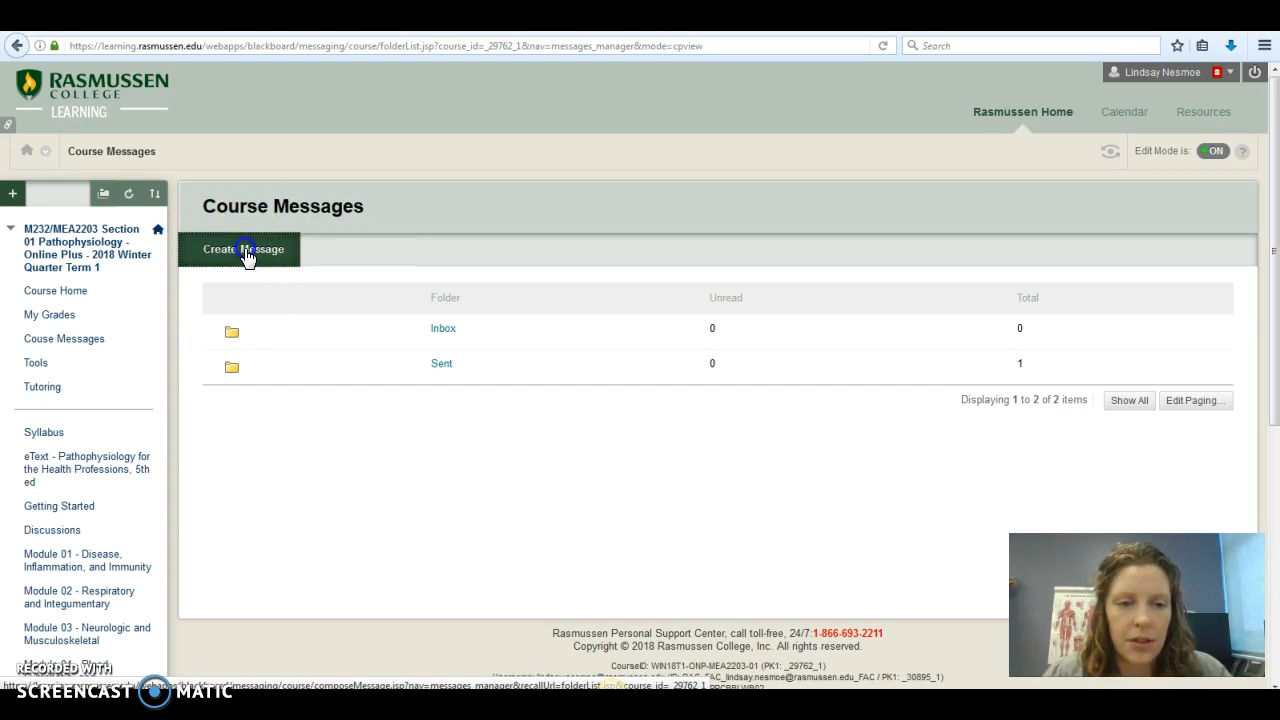 https://learning.rasmussen.edu/webapps/blackboard/messaging/course/folderList.jsp?course_id=_29762_1&nav=messages_manager&mode=cpview
Search
RASMUSSEN
COLLEGE
LEARNING
Lindsay Nesmoe 8
Rasmussen Home Calendar Resources
Course Messages
Edit Mode is: ON ?
M232/MEA2203 Section
01 Pathophysiology -
Online Plus - 2018 Winter
Quarter Term 1
Course Home
My Grades
Couse Messages
Tools
Tutoring
Syllabus
eText - Pathophysiology for
the Health Professions, 5th
ed
Getting Started
Discussions
Module 01 - Disease,
Inflammation, and Immunity
Module 02 - Respiratory
and Integumentary
Module 03 - Neurologic and
Musculoskeletal
Course Messages
Create Message
Folder Unread Total
Inbox 0 0
Sent 0 1
Displaying 1 to 2 of 2 items Show All Edit Paging...
Rasmussen Personal Support Center, call toll-free, 24/7:1-866-693-2211
Copyright © 2018 Rasmussen College, Inc. All rights reserved.
CourseID: WIN18T1-ONP-MEA2203-01 (PK1: _29762_1)
RECORDED WITH
SCREENCAST MATIC